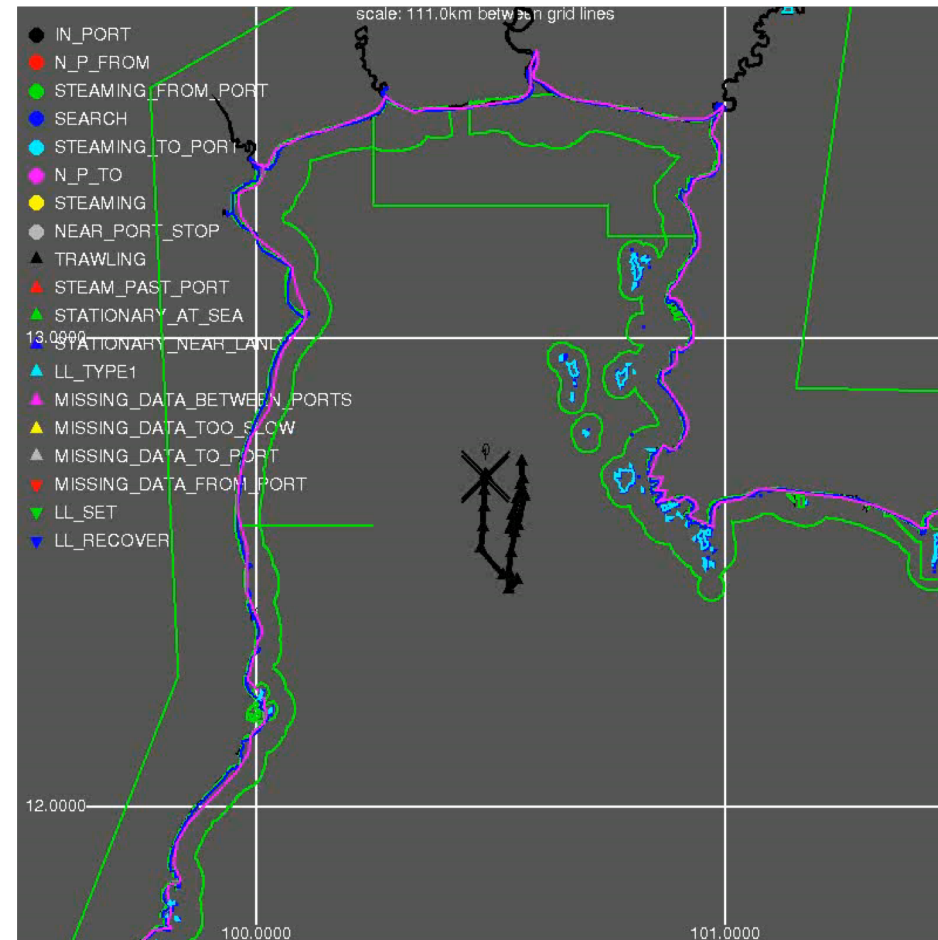 scale: 111.0km between grid lines
IN_PORT
N_P_FROM
STEAMING_FROM_PORT
SEARCH
STEAMING_TO_PORT
N_P_TO
STEAMING
NEAR_PORT_STOP
TRAWLING
STEAM_PAST_PORT
STATIONARY_AT_SEA
13.0000
STATIONARY_NEAR_LAND
LL_TYPE1
MISSING_DATA_BETWEEN_PORTS
MISSING_DATA_TOO_SLOW
MISSING_DATA_TO_PORT
MISSING_DATA_FROM_PORT
LL_SET
LL_RECOVER
12.0000
100.0000 101.0000